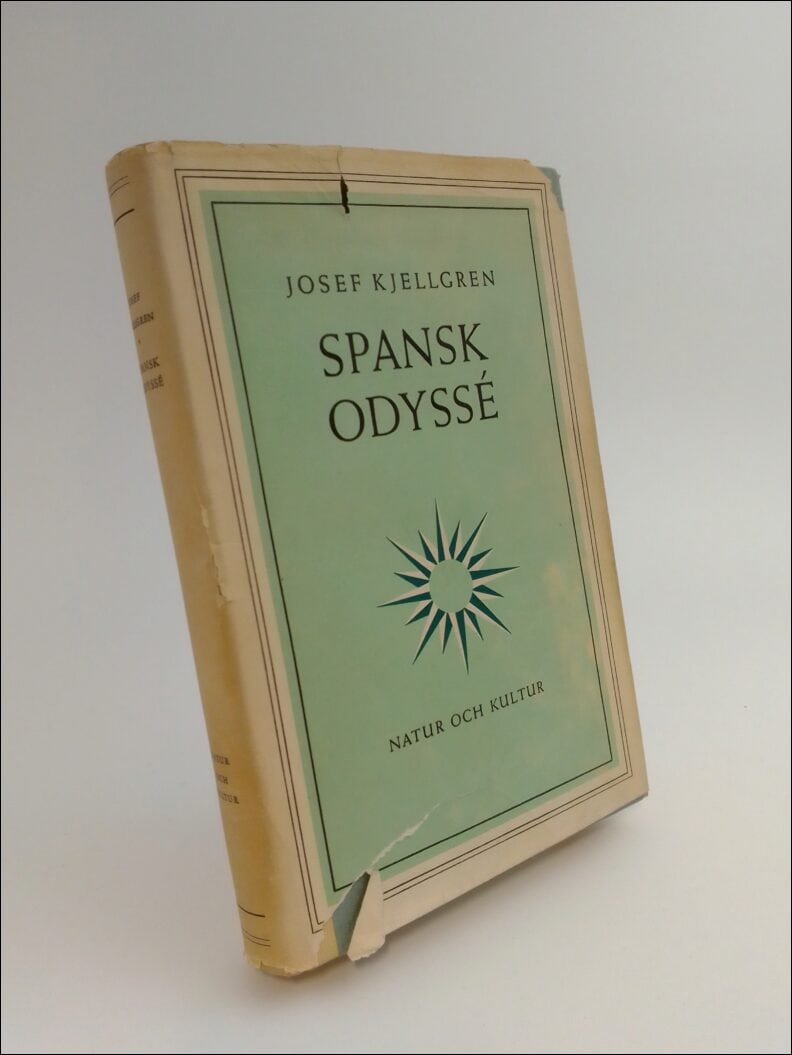 JOSEF KJELLGREN
SPANSK
ODYSSÉ
NATUR OCH KULTUR